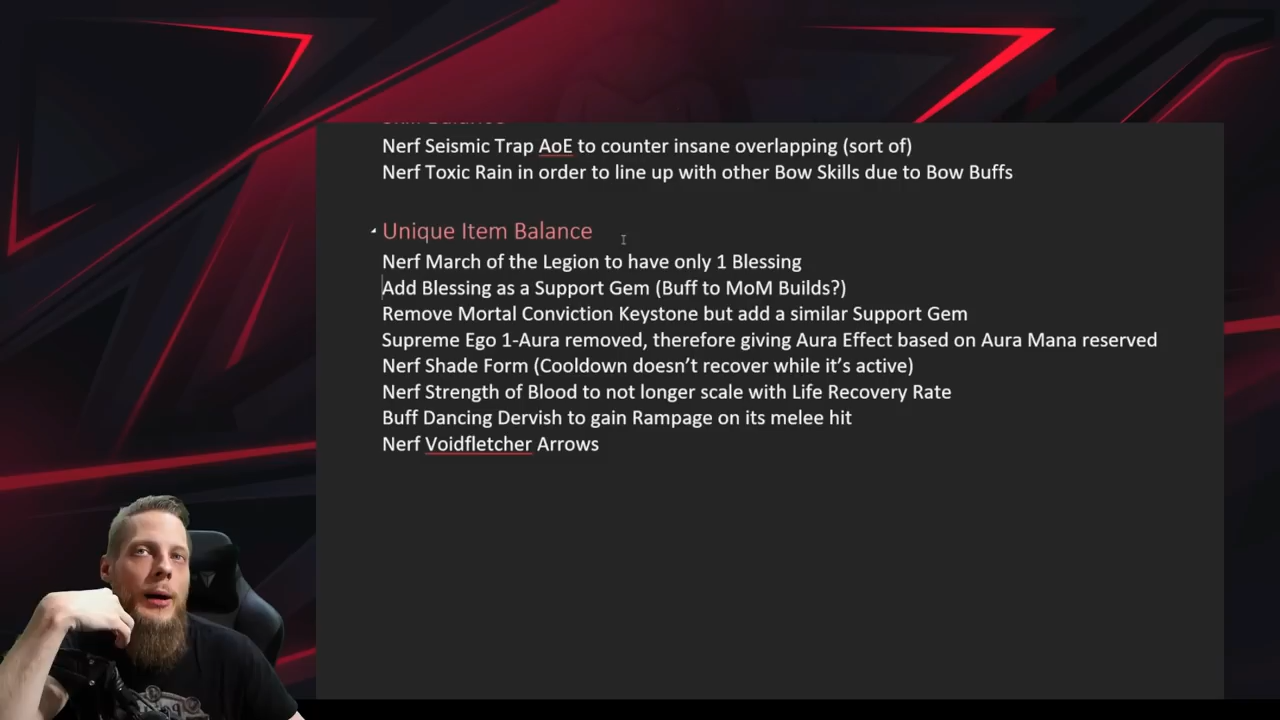 Nerf Seismic Trap AoE to counter insane overlapping (sort of)
Nerf Toxic Rain in order to line up with other Bow Skills due to Bow Buffs
Unique Item Balance
Nerf March of the Legion to have only 1 Blessing
Add Blessing as a Support Gem (Buff to MoM Builds?)
Remove Mortal Conviction Keystone but add a similar Support Gem
Supreme Ego 1-Aura removed, therefore giving Aura Effect based on Aura Mana reserved
Nerf Shade Form (Cooldown doesn’t recover while it’s active)
Nerf Strength of Blood to not longer scale with Life Recovery Rate
Buff Dancing Dervish to gain Rampage on its melee hit
Nerf Voidfletcher Arrows